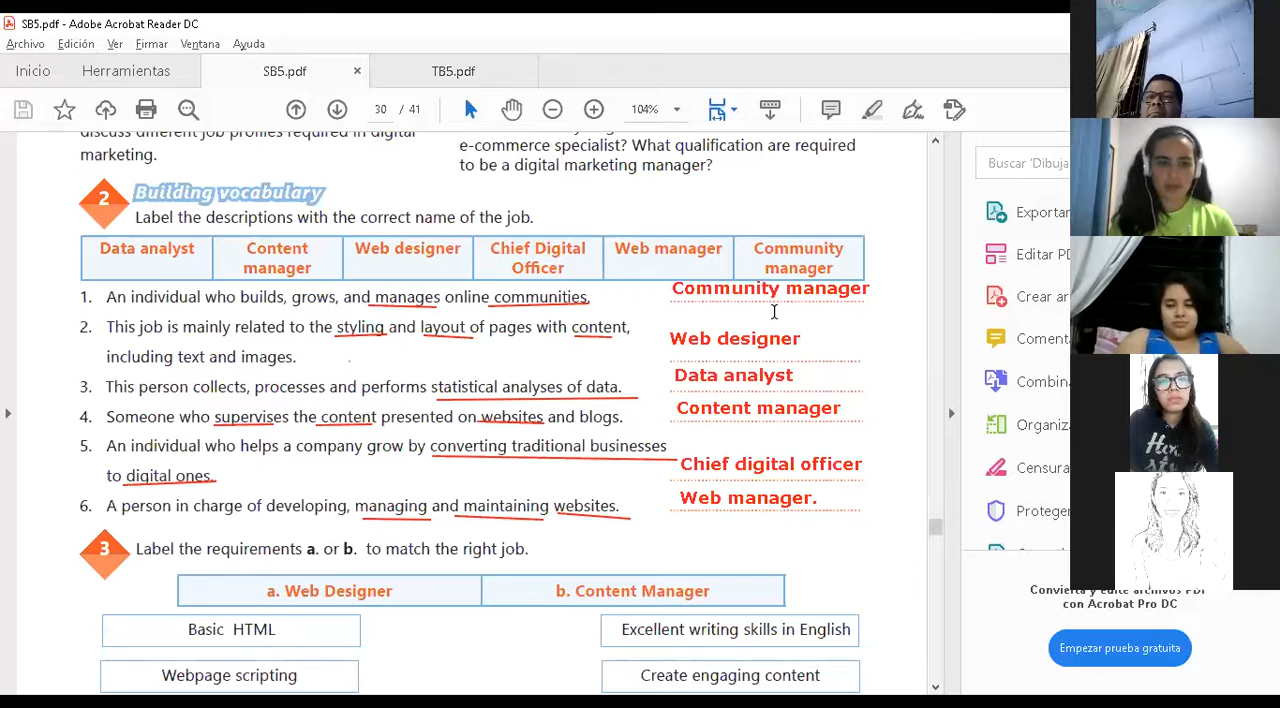 SB5.pdf - Adobe Acrobat Reader DC
Archivo Edición Ver Firmar Ventana Ayuda
Inicio Herramientas SB5.pdf × TB5.pdf
30 / 41 104%
discuss different job profiles required in digital
marketing.
e-commerce specialist? What qualification are required
to be a digital marketing manager?
Buscar 'Dibuja
2 Building vocabulary
Label the descriptions with the correct name of the job.
Data analyst
Content manager
Web designer
Chief Digital Officer
Web manager
Community manager
1. An individual who builds, grows, and manages online communities, Community manager
2. This job is mainly related to the styling and layout of pages with content,
including text and images. Web designer
3. This person collects, processes and performs statistical analyses of data. Data analyst
4. Someone who supervises the content presented on websites and blogs. Content manager
5. An individual who helps a company grow by converting traditional businesses
to digital ones. Chief digital officer
6. A person in charge of developing, managing and maintaining websites. Web manager.
3 Label the requirements a. or b. to match the right job.
a. Web Designer b. Content Manager
Basic HTML Excellent writing skills in English
Webpage scripting Create engaging content
Exportar
Editar PD
Crear ar
Comenta
Combina
Organiza
Censura
Proteger
Convierta y edite archivos PDF
con Acrobat Pro DC
Empezar prueba gratuita